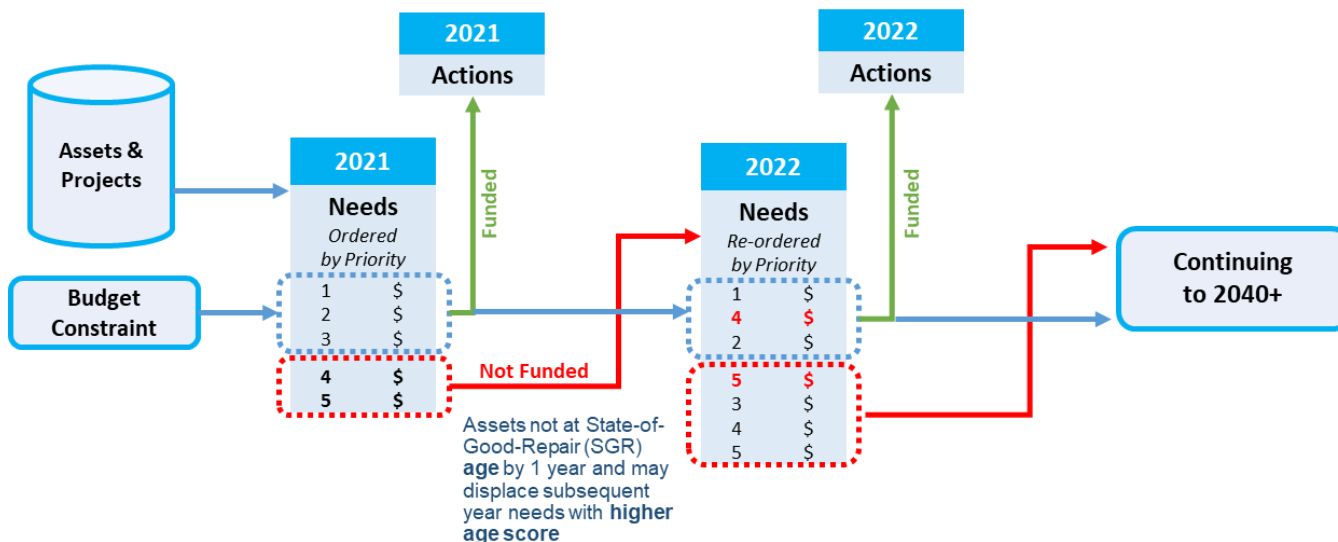 2021
Actions
2022
Actions
Assets &
Projects
2021
Needs
Ordered
by Priority
1 $
2 $
3 $
4 $
5 $
Funded
Budget
Constraint
Not Funded
Assets not at State-of-
Good-Repair (SGR)
age by 1 year and may
displace subsequent
year needs with higher
age score
2022
Needs
Re-ordered
by Priority
1 $
4 $
2 $
5 $
3 $
4 $
5 $
Funded
Continuing
to 2040+